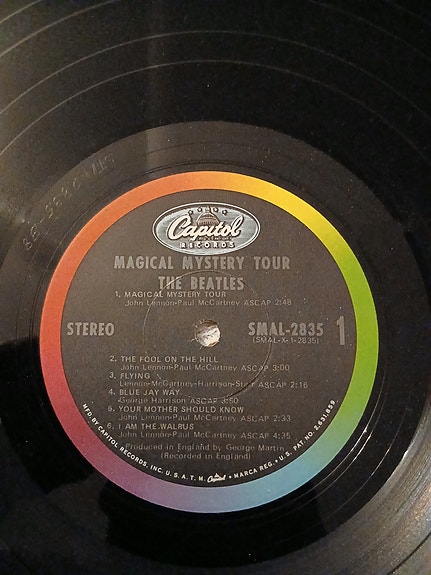 Capitol
RECORDS
MAGICAL MYSTERY TOUR
THE BEATLES
1. MAGICAL MYSTERY TOUR
John Lennon-Paul McCartney ASCAP 2:48
STEREO
SMAL-2835 1
(SMAL-X-1-2835)
2. THE FOOL ON THE HILL
John Lennon-Paul McCartney ASCAP 3:00
3. FLYING
Lennon-McCartney-Harrison-Starr ASCAP 2:16
4. BLUE JAY WAY
George Harrison ASCAP 3:50
5. YOUR MOTHER SHOULD KNOW
John Lennon-Paul McCartney ASCAP 2:33
6. I AM THE WALRUS
John Lennon-Paul McCartney ASCAP 4:35
Produced in England by George Martin
(Recorded in England)
MFD. BY CAPITOL RECORDS, INC. U.S.A. T.M. Capitol • MARCA REG. • U.S. PAT. NO. 2,631,859